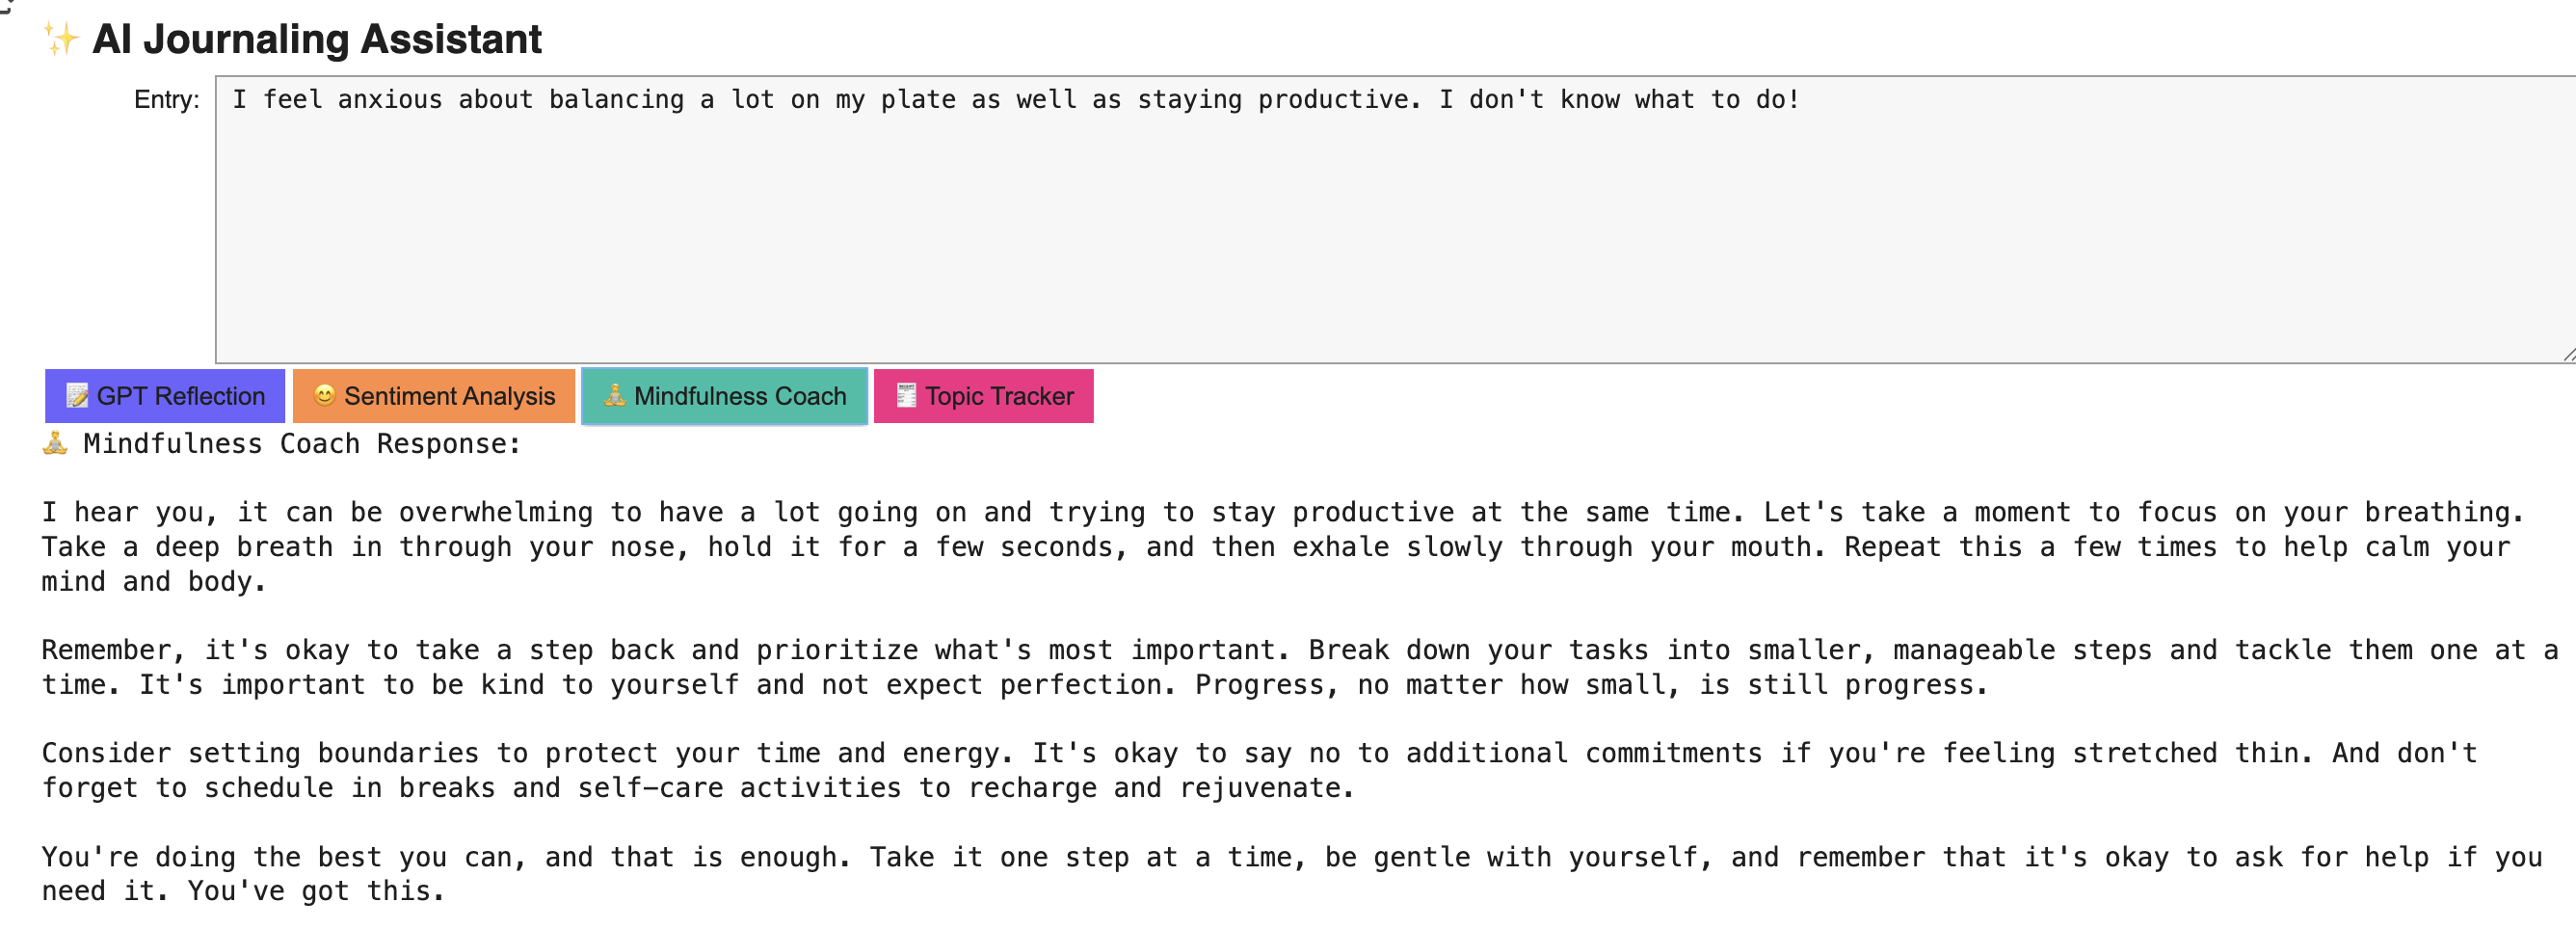 ✨ AI Journaling Assistant
Entry: I feel anxious about balancing a lot on my plate as well as staying productive. I don't know what to do!
📝 GPT Reflection 😊 Sentiment Analysis 🧘 Mindfulness Coach 🧾 Topic Tracker
🧘 Mindfulness Coach Response:
I hear you, it can be overwhelming to have a lot going on and trying to stay productive at the same time. Let's take a moment to focus on your breathing.
Take a deep breath in through your nose, hold it for a few seconds, and then exhale slowly through your mouth. Repeat this a few times to help calm your
mind and body.
Remember, it's okay to take a step back and prioritize what's most important. Break down your tasks into smaller, manageable steps and tackle them one at a
time. It's important to be kind to yourself and not expect perfection. Progress, no matter how small, is still progress.
Consider setting boundaries to protect your time and energy. It's okay to say no to additional commitments if you're feeling stretched thin. And don't
forget to schedule in breaks and self-care activities to recharge and rejuvenate.
You're doing the best you can, and that is enough. Take it one step at a time, be gentle with yourself, and remember that it's okay to ask for help if you
need it. You've got this.